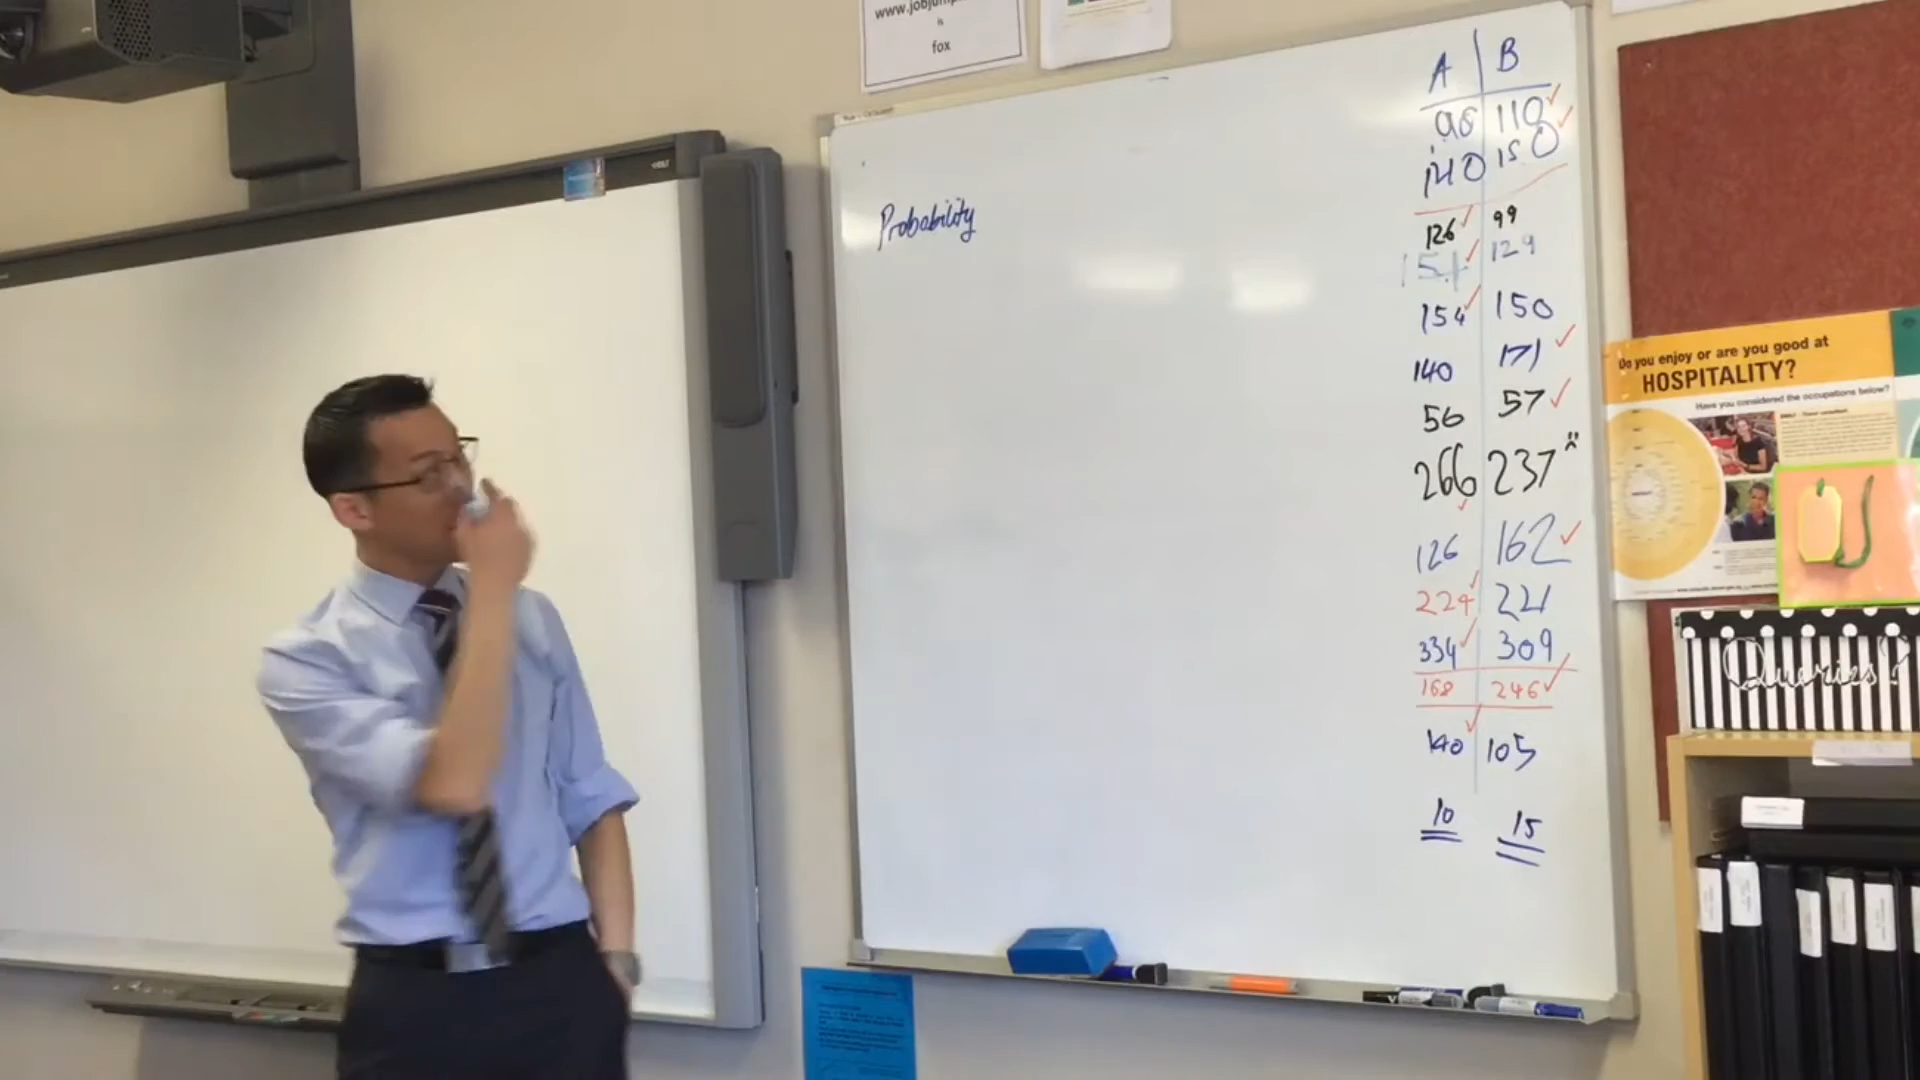 www.jobjump
is
fox
Probability
A B
98 110
140 150
126 99
154 129
154 150
140 171
56 57
266 237
126 162
224 221
334 309
168 246
140 105
10 15
Do you enjoy or are you good at
HOSPITALITY?
Have you considered the occupations below?
Queries?